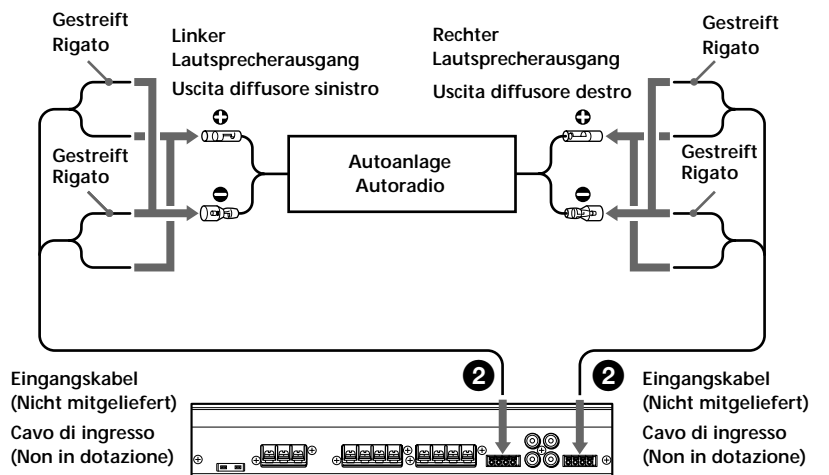 Gestreift
Rigato
Linker
Lautsprecherausgang
Uscita diffusore sinistro
Rechter
Lautsprecherausgang
Uscita diffusore destro
Gestreift
Rigato
Gestreift
Rigato
Autoanlage
Autoradio
Gestreift
Rigato
Eingangskabel
(Nicht mitgeliefert)
Cavo di ingresso
(Non in dotazione)
2
2
Eingangskabel
(Nicht mitgeliefert)
Cavo di ingresso
(Non in dotazione)